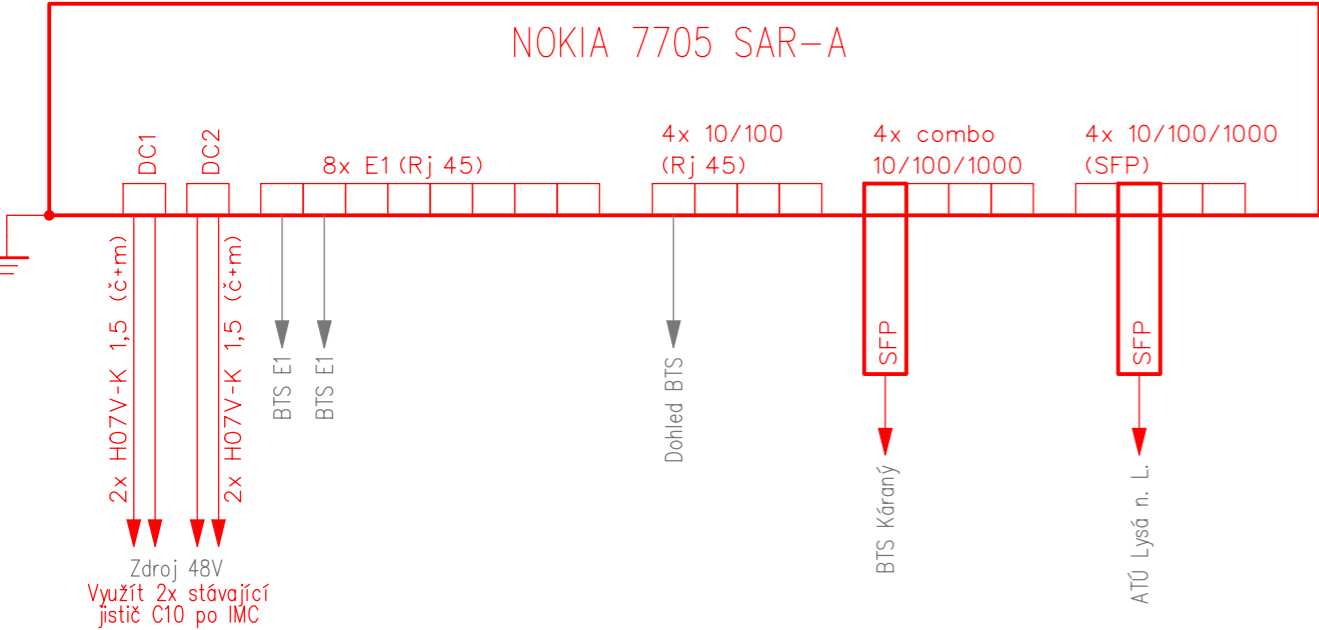 NOKIA 7705 SAR-A
DC1
DC2
8x E1 (Rj 45)
4x 10/100
(Rj 45)
4x combo
10/100/1000
4x 10/100/1000
(SFP)
2x H07V-K 1,5 (č+m)
2x H07V-K 1,5 (č+m)
BTS E1
BTS E1
Dohled BTS
SFP
SFP
BTS Káraný
ATÚ Lysá n. L.
Zdroj 48V
Využít 2x stávající
jistič C10 po IMC